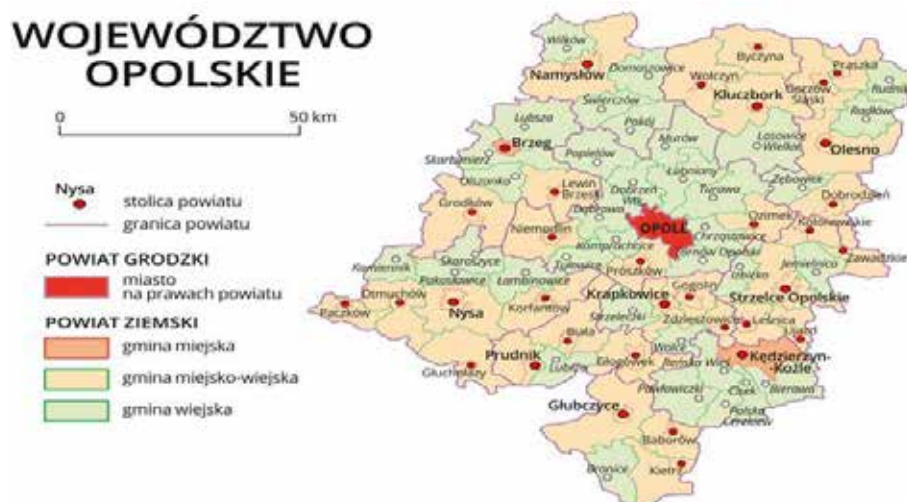 WOJEWÓDZTWO
OPOLSKIE
0 50 km
Nysa stolica powiatu
granica powiatu
POWIAT GRODZKI
miasto
na prawach powiatu
POWIAT ZIEMSKI
gmina miejska
gmina miejsko-wiejska
gmina wiejska
Wilków
Namysłów
Domaszowice
Świerczów
Pokój
Wołczyn
Byczyna
Kluczbork
Praszka
Gorzów
Śląski
Rudniki
Radłów
Olesno
Lasowice
Wielkie
Lubsza
Brzeg
Skarbimierz
Olszanka
Popielów
Murów
Lewin
Brzeski
Grodków
Dobrzeń
Wlk.
Łubniany
Turawa
Zębowice
Dobrodzień
Dąbrowa
Niemodlin
OPOLE
Ozimek
Kolonowskie
Zawadzkie
Chrząstowice
Komprachcice
Tułowice
Prószków
Tarnów Opolski
Izbicko
Jemielnica
Strzelce Opolskie
Kamiennik
Skoroszyce
Pakosławice
Łambinowice
Otmuchów
Paczków
Nysa
Korfantów
Krapkowice
Gogolin
Strzeleczki
Zdzieszowice
Leśnica
Ujazd
Biała
Prudnik
Głuchołazy
Lubrza
Głogówek
Walce
Reńska Wieś
Kędzierzyn-
Koźle
Pawłowiczki
Cisek
Bierawa
Polska
Cerekiew
Głubczyce
Baborów
Branice
Kietrz